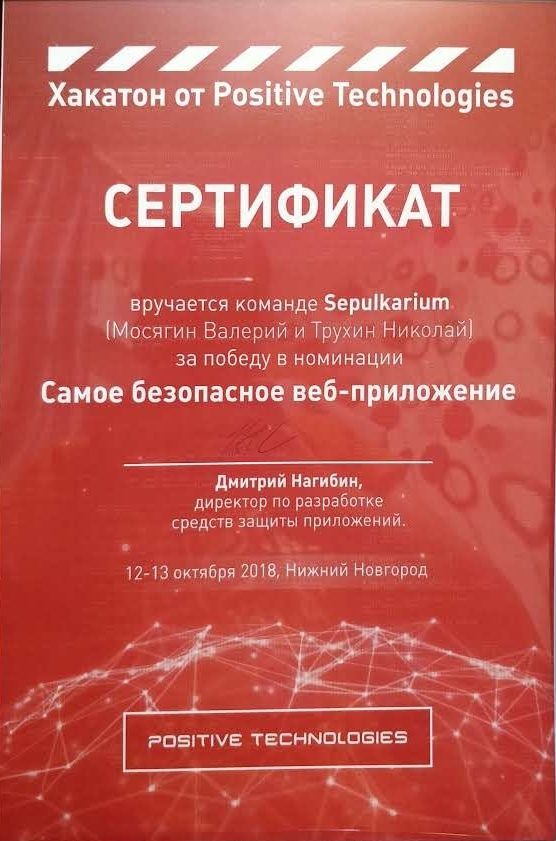 Хакатон от Positive Technologies
СЕРТИФИКАТ
вручается команде Sepulkarium
(Мосягин Валерий и Трухин Николай)
за победу в номинации
Самое безопасное веб-приложение
Дмитрий Нагибин,
директор по разработке
средств защиты приложений.
12-13 октября 2018, Нижний Новгород
POSITIVE TECHNOLOGIES